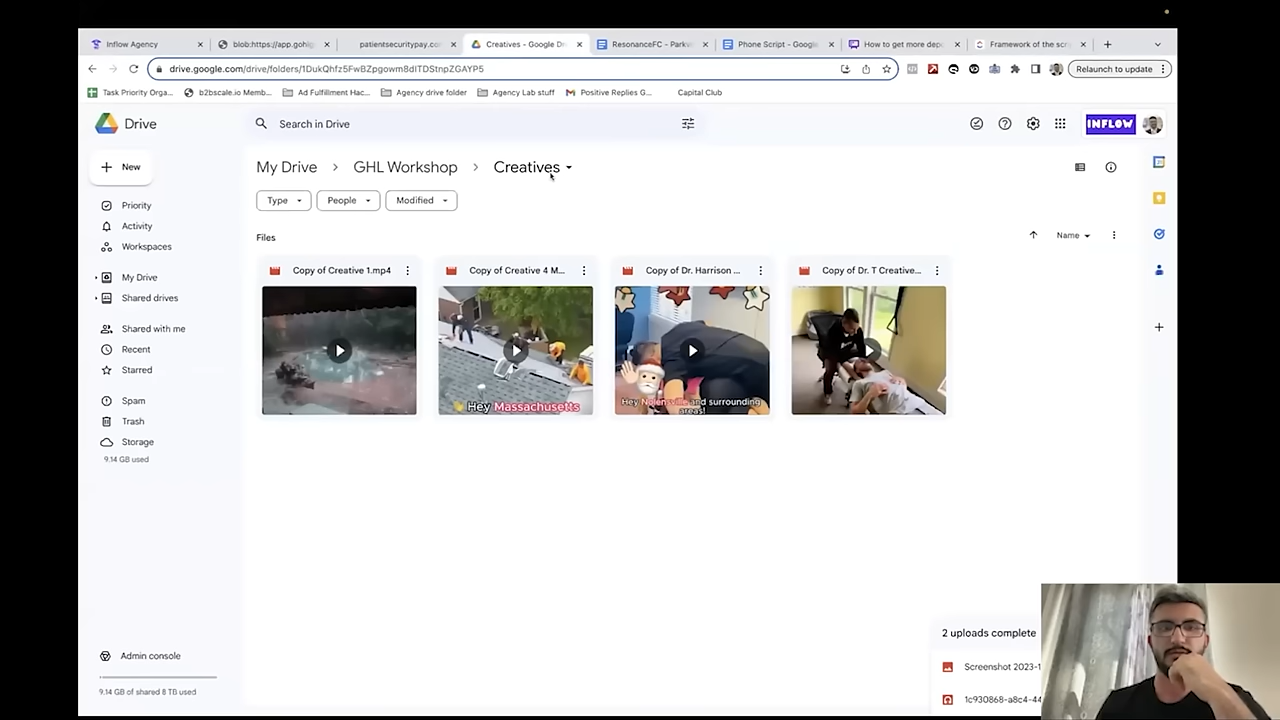 Inflow Agency
blob:https://app.gohig
patientsecuritypay.co
Creatives - Google Dr
ResonanceFC - Parkv
Phone Script - Google
How to get more dep
Framework of the scr
drive.google.com/drive/folders/1DukQhfz5FwBZpgowm8dITDStnpZGAYP5
Relaunch to update
Task Priority Orga...
b2bscale.io Memb...
Ad Fulfillment Hac...
Agency drive folder
Agency Lab stuff
Positive Replies G...
Capital Club
Drive
Search in Drive
INFLOW
New
My Drive > GHL Workshop > Creatives
Type
People
Modified
Priority
Activity
Workspaces
Files
Name
My Drive
Shared drives
Shared with me
Recent
Starred
Spam
Trash
Storage
9.14 GB used
Copy of Creative 1.mp4
Copy of Creative 4 M...
Copy of Dr. Harrison ...
Copy of Dr. T Creative...
Hey Massachusetts
Hey Nolensville and surrounding
areas!
Admin console
9.14 GB of shared 8 TB used
2 uploads complete
Screenshot 2023-1
1c930868-a8c4-44